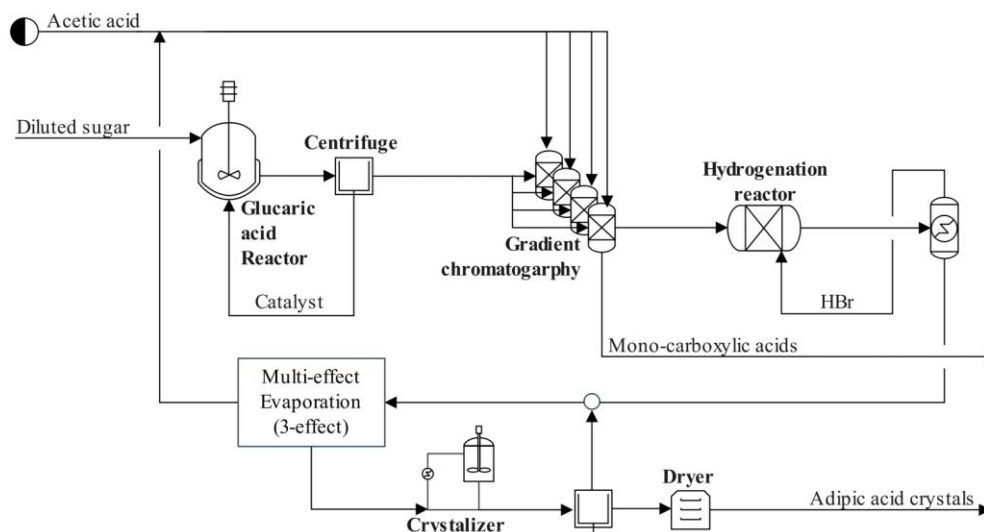 Acetic acid
Diluted sugar
Centrifuge
Glucaric
acid
Reactor
Catalyst
Gradient
chromatogarphy
Hydrogenation
reactor
HBr
Mono-carboxylic acids
Multi-effect
Evaporation
(3-effect)
Crystalizer
Dryer
Adipic acid crystals